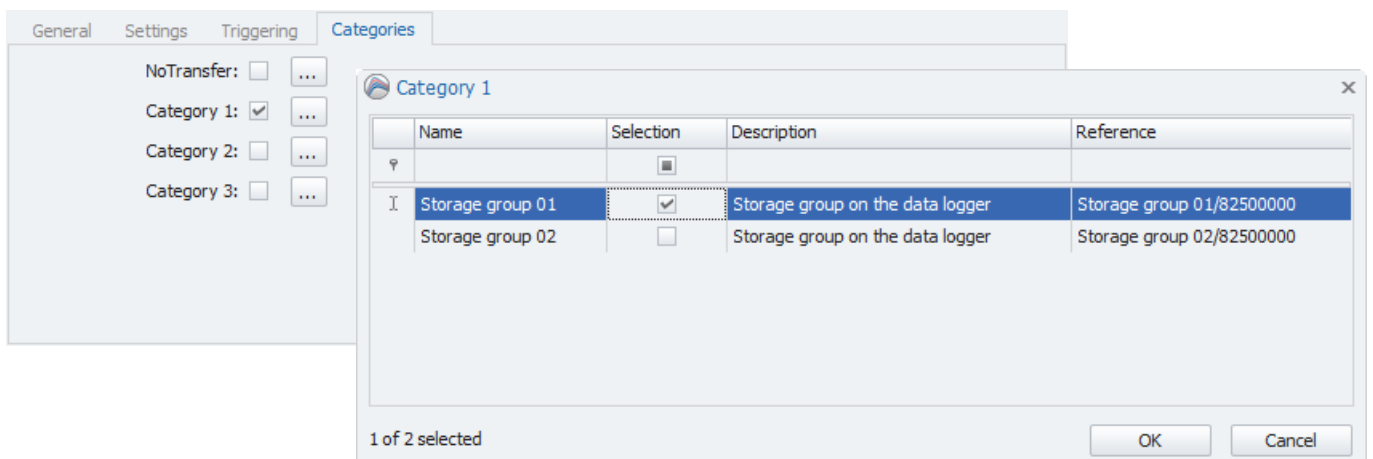 General Settings Triggering Categories
NoTransfer: ...
Category 1: ...
Category 2: ...
Category 3: ...
Category 1
Name Selection Description Reference
Storage group 01 Storage group on the data logger Storage group 01/82500000
Storage group 02 Storage group on the data logger Storage group 02/82500000
1 of 2 selected OK Cancel